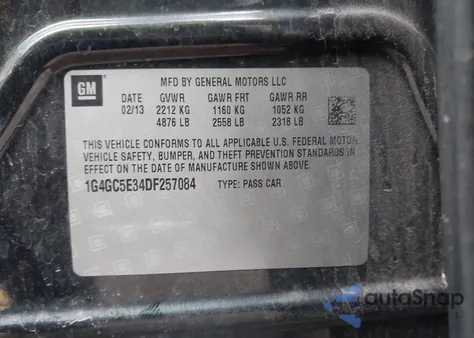 GM
MFD BY GENERAL MOTORS LLC
DATE GVWR GAWR FRT GAWR RR
02/13 2212 KG 1160 KG 1052 KG
4876 LB 2558 LB 2318 LB
THIS VEHICLE CONFORMS TO ALL APPLICABLE U.S. FEDERAL MOTOR
VEHICLE SAFETY, BUMPER, AND THEFT PREVENTION STANDARDS IN
EFFECT ON THE DATE OF MANUFACTURE SHOWN ABOVE.
1G4GC5E34DF257084 TYPE: PASS CAR
autoSnap